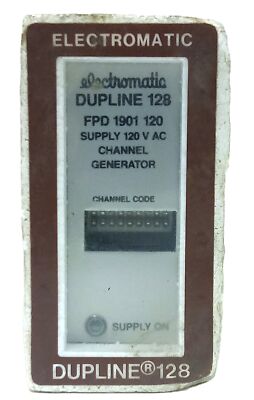 ELECTROMATIC
electromatic
DUPLINE 128
FPD 1901 120
SUPPLY 120 V AC
CHANNEL
GENERATOR
CHANNEL CODE
SUPPLY ON
DUPLINE®128